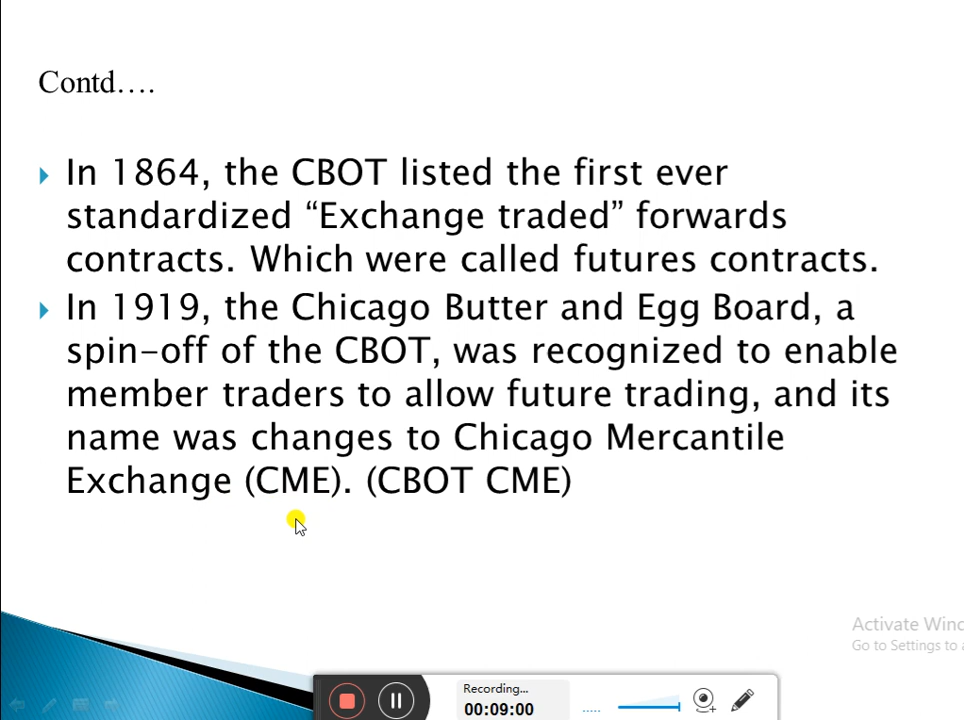 Contd….
In 1864, the CBOT listed the first ever
standardized “Exchange traded” forwards
contracts. Which were called futures contracts.
In 1919, the Chicago Butter and Egg Board, a
spin-off of the CBOT, was recognized to enable
member traders to allow future trading, and its
name was changes to Chicago Mercantile
Exchange (CME). (CBOT CME)
Activate Win
Go to Settings to
Recording...
00:09:00